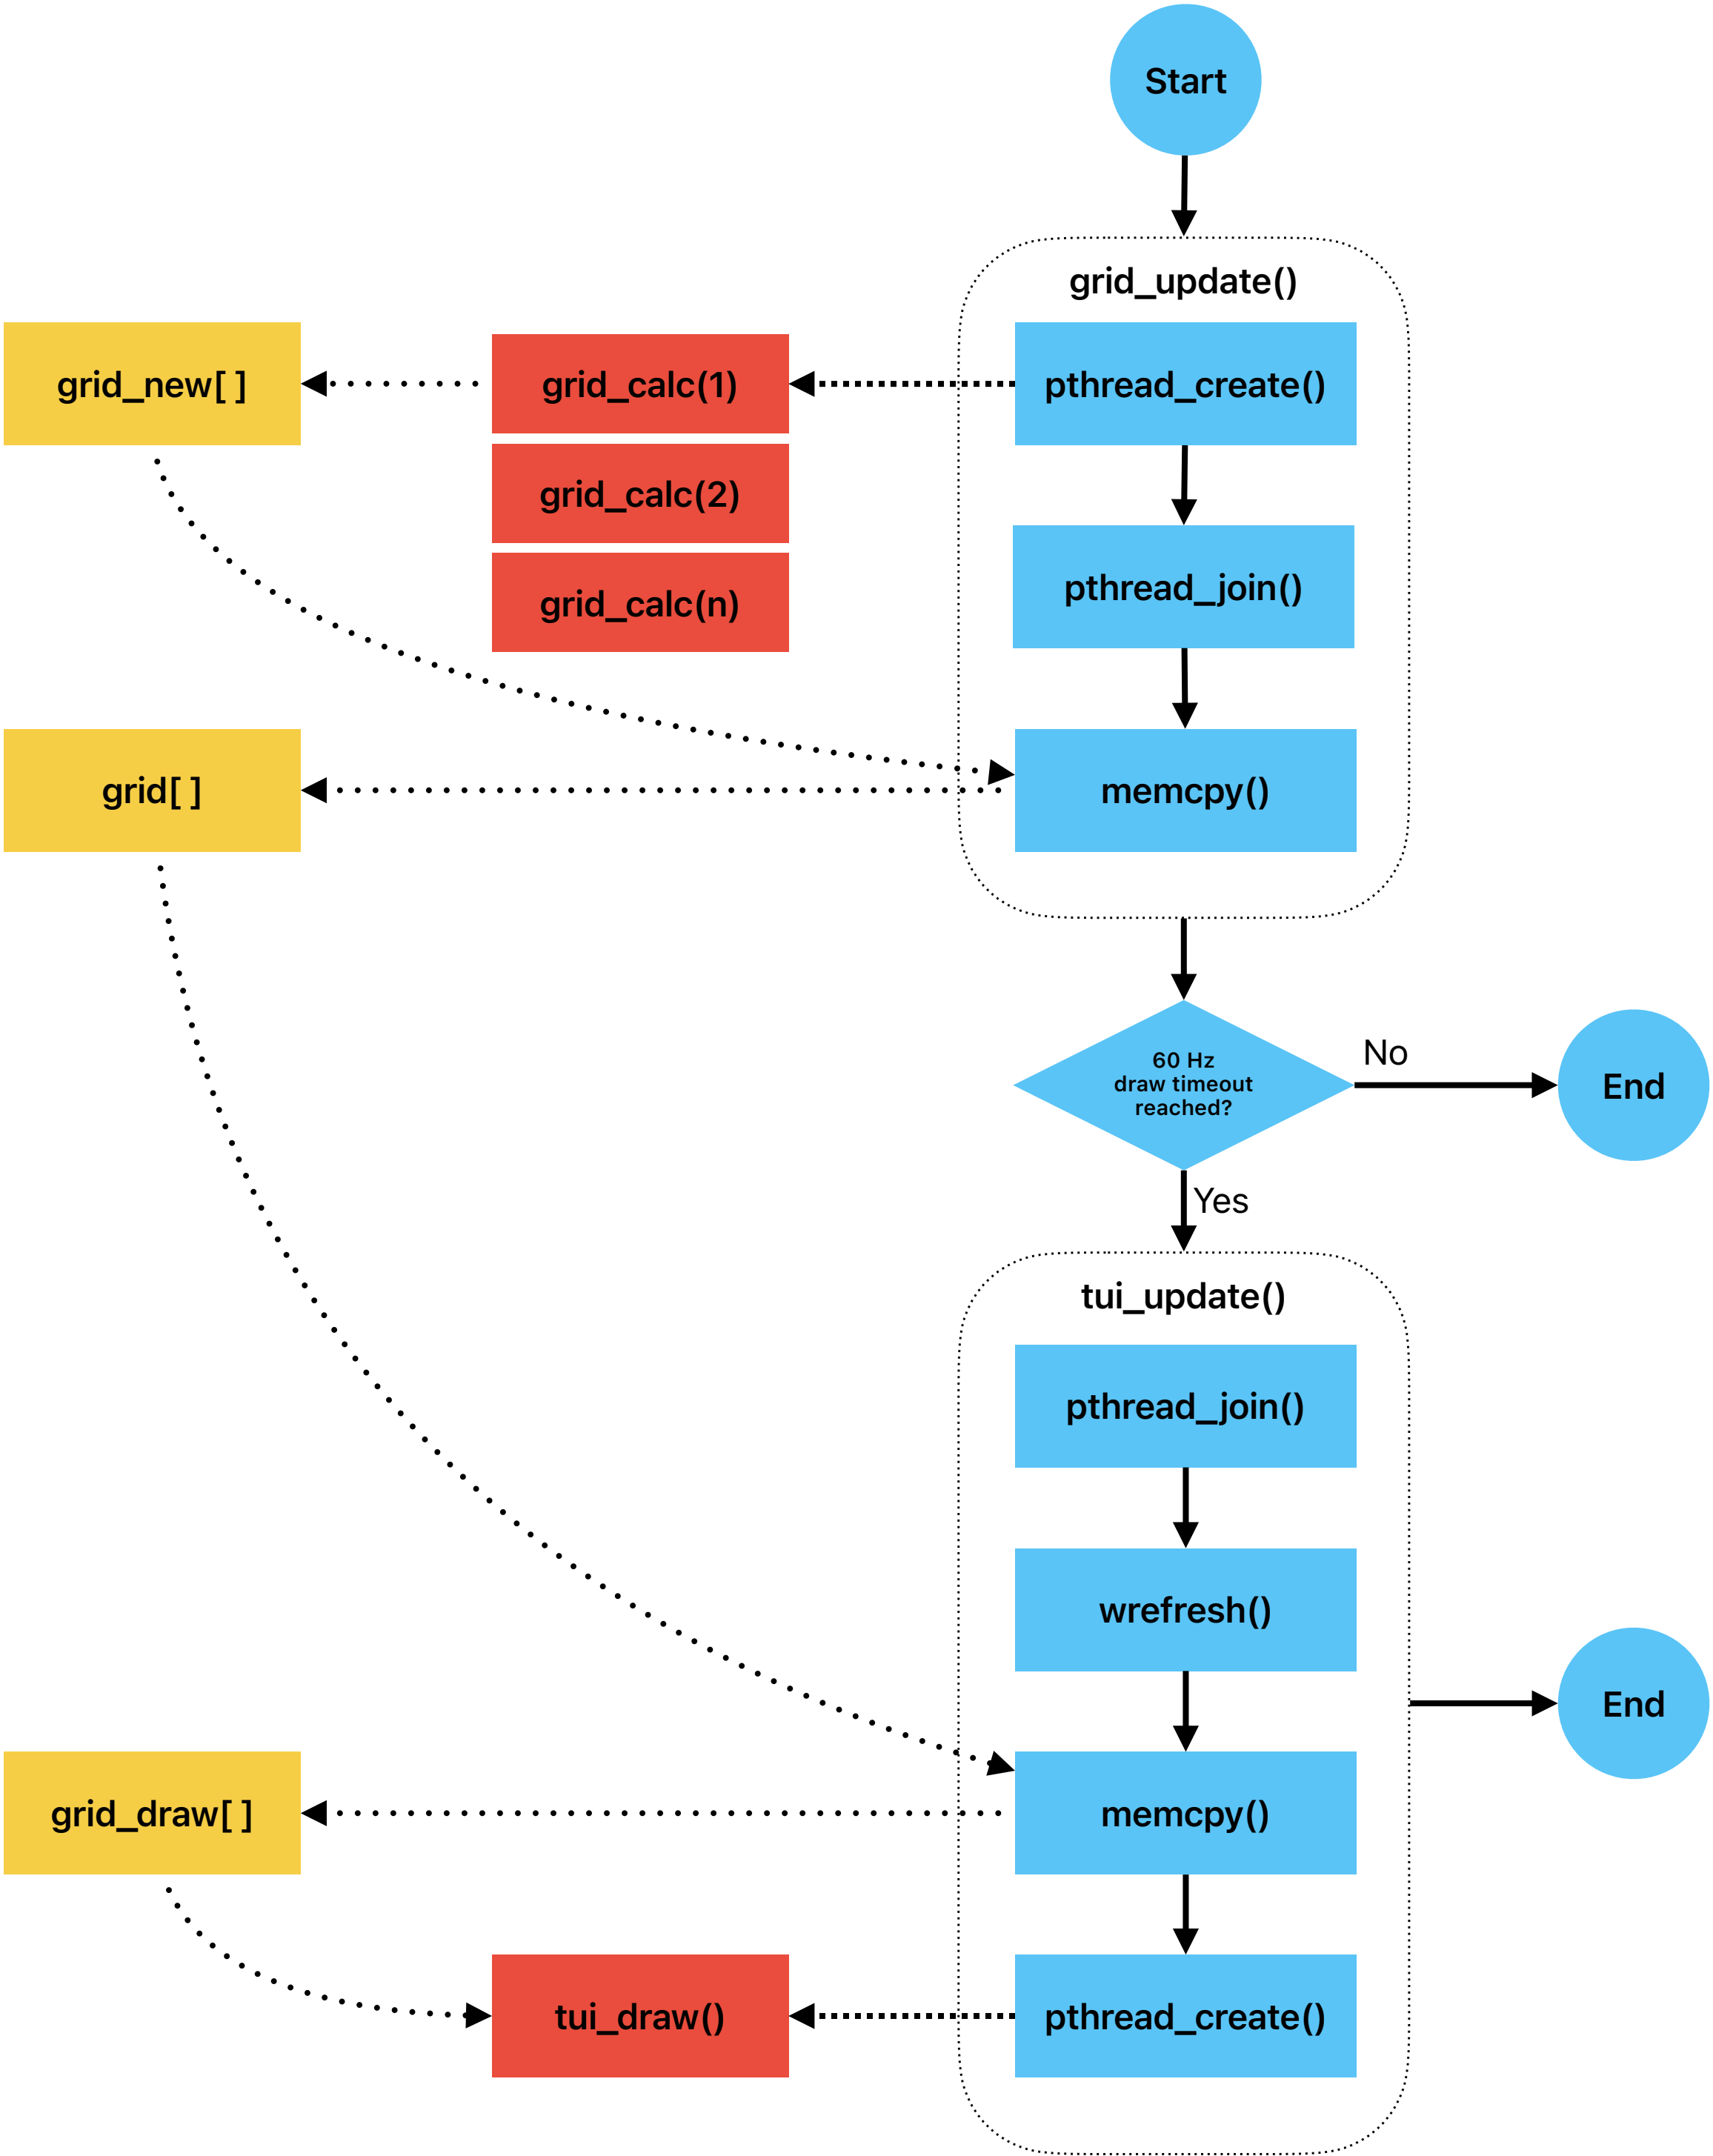 Start
grid_update()
grid_new[ ]
grid_calc(1)
pthread_create()
grid_calc(2)
grid_calc(n)
pthread_join()
grid[ ]
memcpy()
60 Hz
draw timeout
reached?
No
End
Yes
tui_update()
pthread_join()
wrefresh()
End
grid_draw[ ]
memcpy()
tui_draw()
pthread_create()